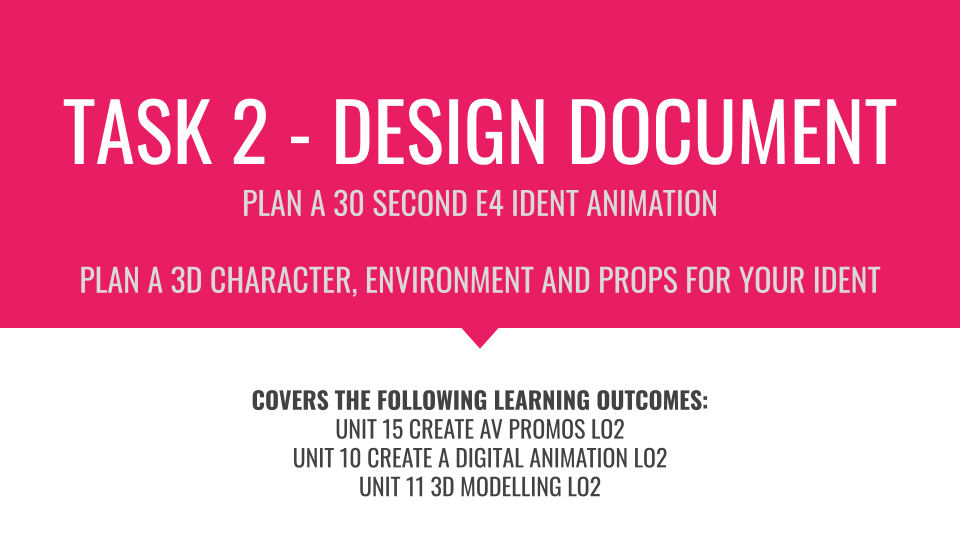 TASK 2 - DESIGN DOCUMENT
PLAN A 30 SECOND E4 IDENT ANIMATION
PLAN A 3D CHARACTER, ENVIRONMENT AND PROPS FOR YOUR IDENT
COVERS THE FOLLOWING LEARNING OUTCOMES:
UNIT 15 CREATE AV PROMOS LO2
UNIT 10 CREATE A DIGITAL ANIMATION LO2
UNIT 11 3D MODELLING LO2